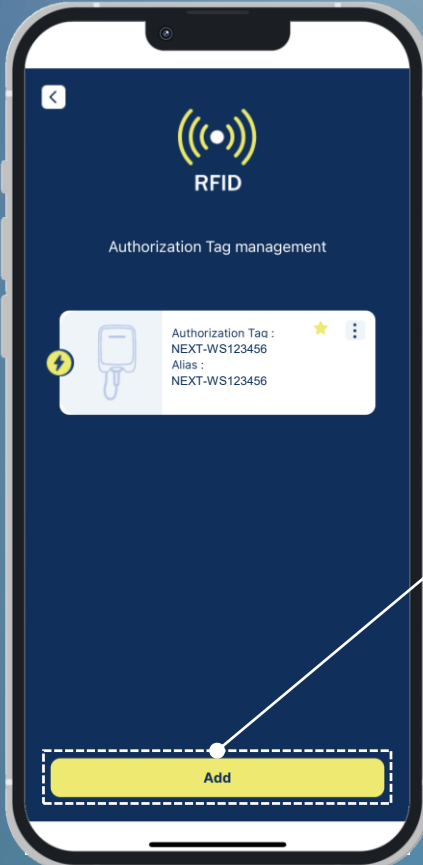 RFID
Authorization Tag management
Authorization Tag :
NEXT-WS123456
Alias :
NEXT-WS123456
Add